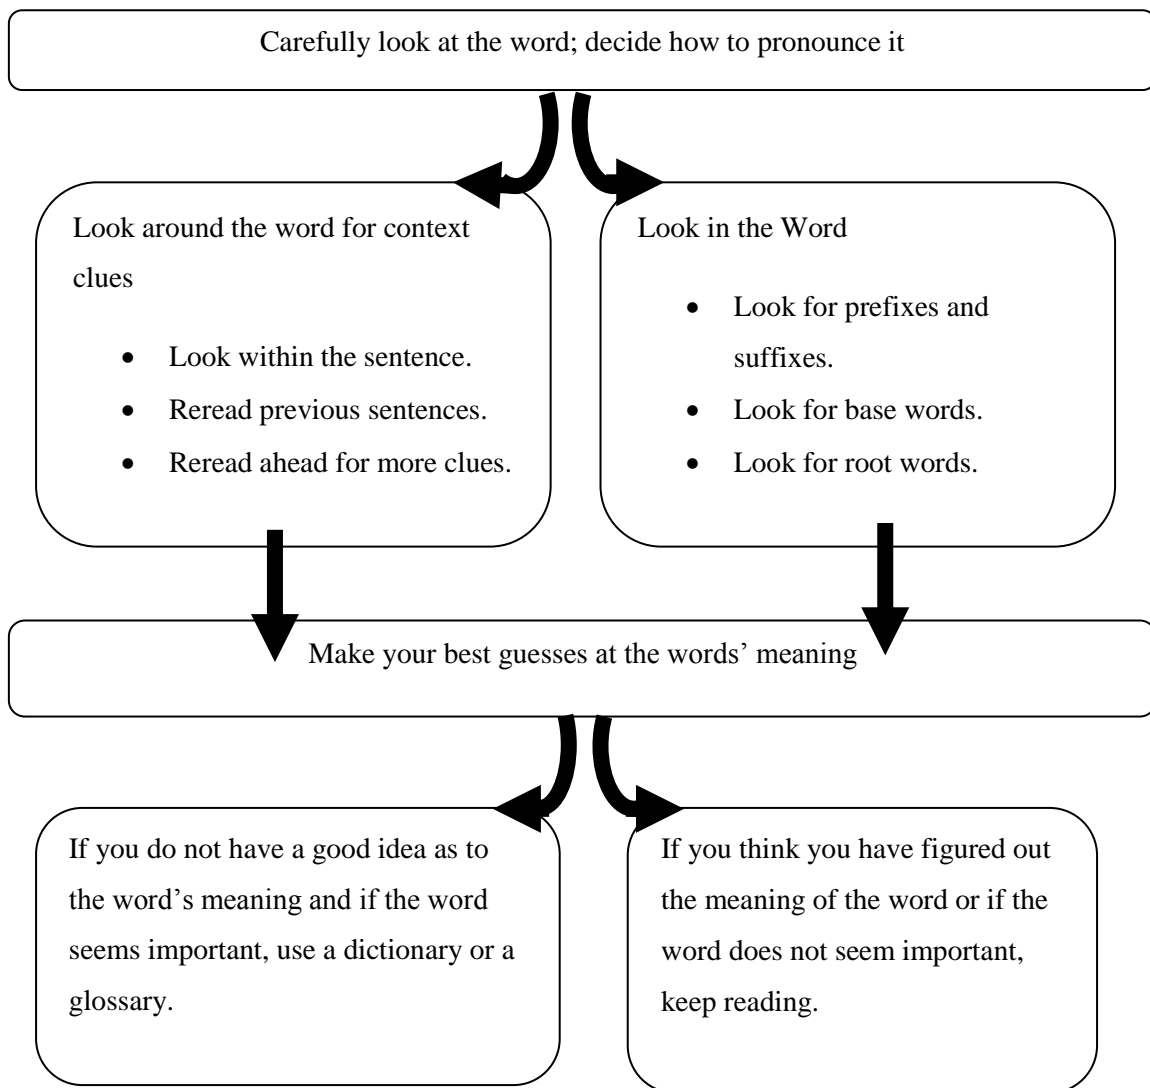 Carefully look at the word; decide how to pronounce it
Look around the word for context
clues
• Look within the sentence.
• Reread previous sentences.
• Reread ahead for more clues.
Look in the Word
• Look for prefixes and
suffixes.
• Look for base words.
• Look for root words.
Make your best guesses at the words’ meaning
If you do not have a good idea as to
the word’s meaning and if the word
seems important, use a dictionary or a
glossary.
If you think you have figured out
the meaning of the word or if the
word does not seem important,
keep reading.